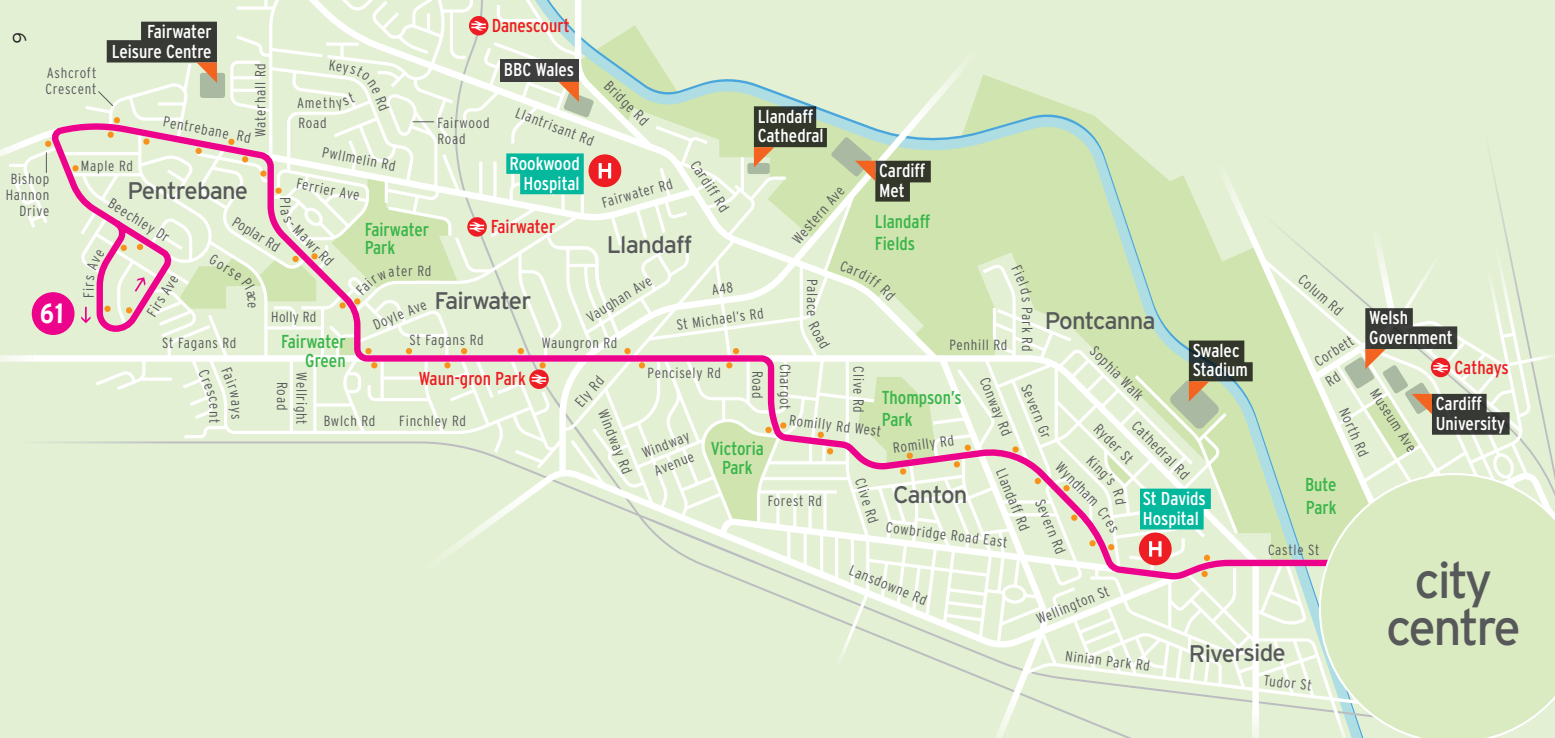 6
Fairwater
Leisure Centre
Danescourt
BBC Wales
Ashcroft
Crescent
Keystone Rd
Waterhall Rd
Amethyst
Road
Fairwood
Road
Bridge Rd
Llantrisant Rd
Llandaff
Cathedral
Pentrebane Rd
Pwllmelin Rd
Rookwood
Hospital
H
Cardiff
Met
Maple Rd
Bishop
Hannon
Drive
Pentrebane
Ferrier Ave
Fairwater Rd
Cardiff Rd
Western Ave
Beechley Dr
Poplar Rd
Plas-Mawr Rd
Fairwater
Park
Fairwater
Llandaff
Llandaff
Fields
Firs Ave
Firs Ave
Gorse Place
Fairwater Rd
Fairwater
Vaughan Ave
A48
Cardiff Rd
Palace Road
Field's Park Rd
Colum Rd
61
Holly Rd
Doyle Ave
St Michael's Rd
Pontcanna
Welsh
Government
St Fagans Rd
Fairwater
Green
St Fagans Rd
Waungron Rd
Penhill Rd
Sophia Walk
Swalec
Stadium
Corbett
Rd
Cathays
Waun-gron Park
Pencisely Rd
Fairways
Crescent
Wellright
Road
Ely Rd
Chargot
Road
Clive Rd
Thompson's
Park
Conway Rd
Severn Gr
Museum Ave
Cardiff
University
Bwlch Rd
Finchley Rd
Windway Rd
Windway
Avenue
Romilly Rd West
Romilly Rd
Ryder St
Cathedral Rd
North Rd
Victoria
Park
King's Rd
Wyndham Cres
Bute
Park
Forest Rd
Clive Rd
Canton
Llandaff Rd
Severn Rd
St Davids
Hospital
H
Cowbridge Road East
Castle St
Lansdowne Rd
Wellington St
city
centre
Ninian Park Rd
Riverside
Tudor St